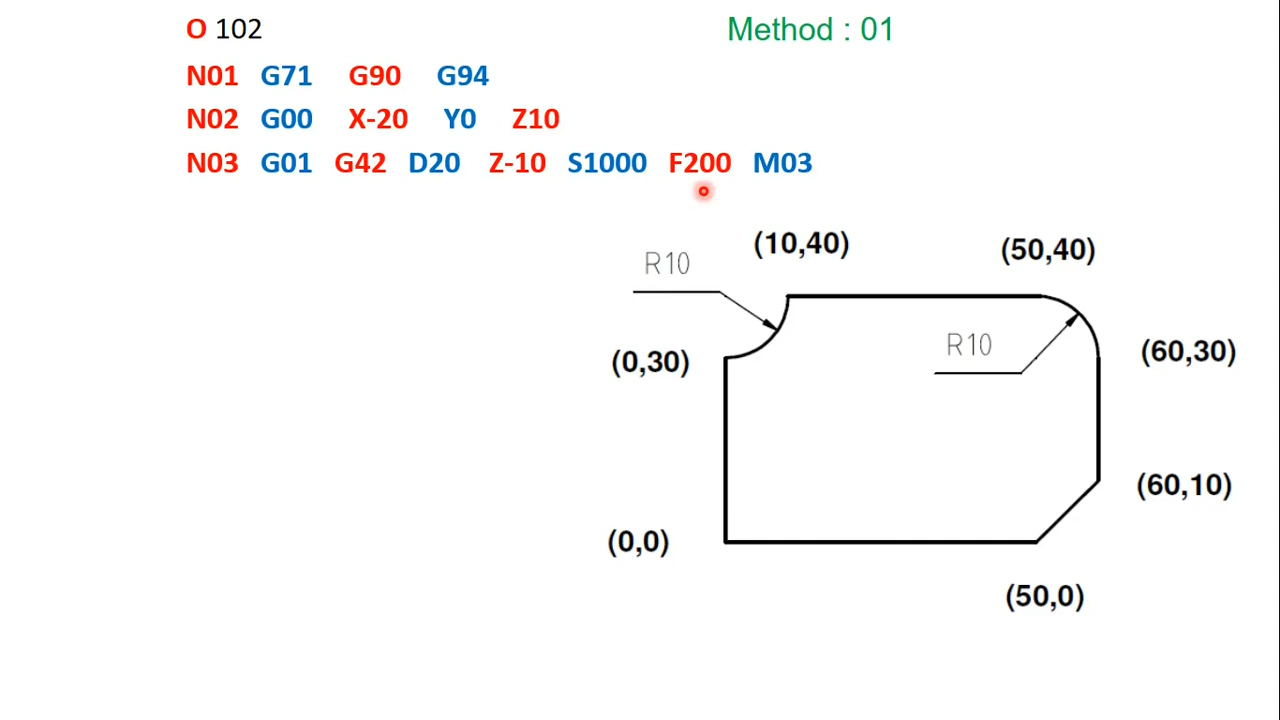 O 102
Method : 01
N01 G71 G90 G94
N02 G00 X-20 Y0 Z10
N03 G01 G42 D20 Z-10 S1000 F200 M03
(10,40)
(50,40)
R10
R10
(0,30)
(60,30)
(60,10)
(0,0)
(50,0)